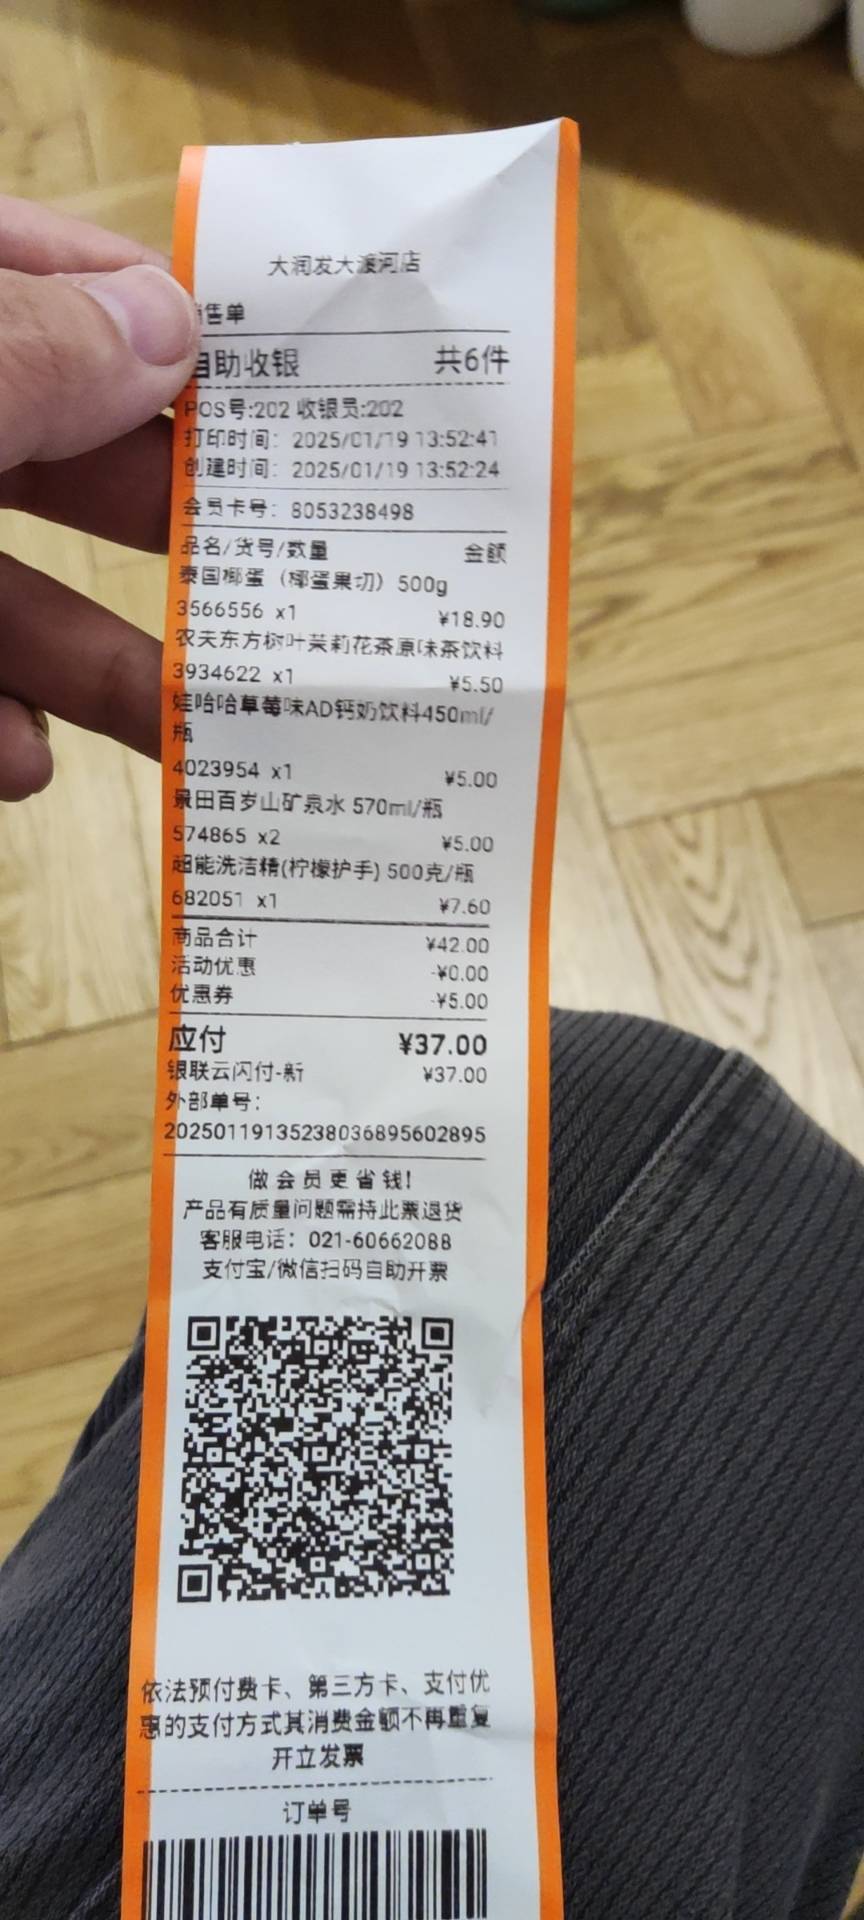 大润发大渡河店
售单
自助收银 共6件
POS号:202 收银员:202
打印时间: 2025/01/19 13:52:41
创建时间: 2025/01/19 13:52:24
会员卡号: 8053238498
品名/货号/数量 金额
泰国椰蛋（椰蛋果切）500g
3566556 x1 ¥18.90
农夫东方树叶茉莉花茶原味茶饮料
3934622 x1 ¥5.50
娃哈哈草莓味AD钙奶饮料450ml/
瓶
4023954 x1 ¥5.00
景田百岁山矿泉水 570ml/瓶
574865 x2 ¥5.00
超能洗洁精(柠檬护手) 500克/瓶
682051 x1 ¥7.60
商品合计 ¥42.00
活动优惠 -¥0.00
优惠券 -¥5.00
应付 ¥37.00
银联云闪付-新 ¥37.00
外部单号:
20250119135238036895602895
做会员更省钱!
产品有质量问题需持此票退货
客服电话: 021-60662088
支付宝/微信扫码自助开票
依法预付费卡、第三方卡、支付优
惠的支付方式其消费金额不再重复
开立发票
订单号